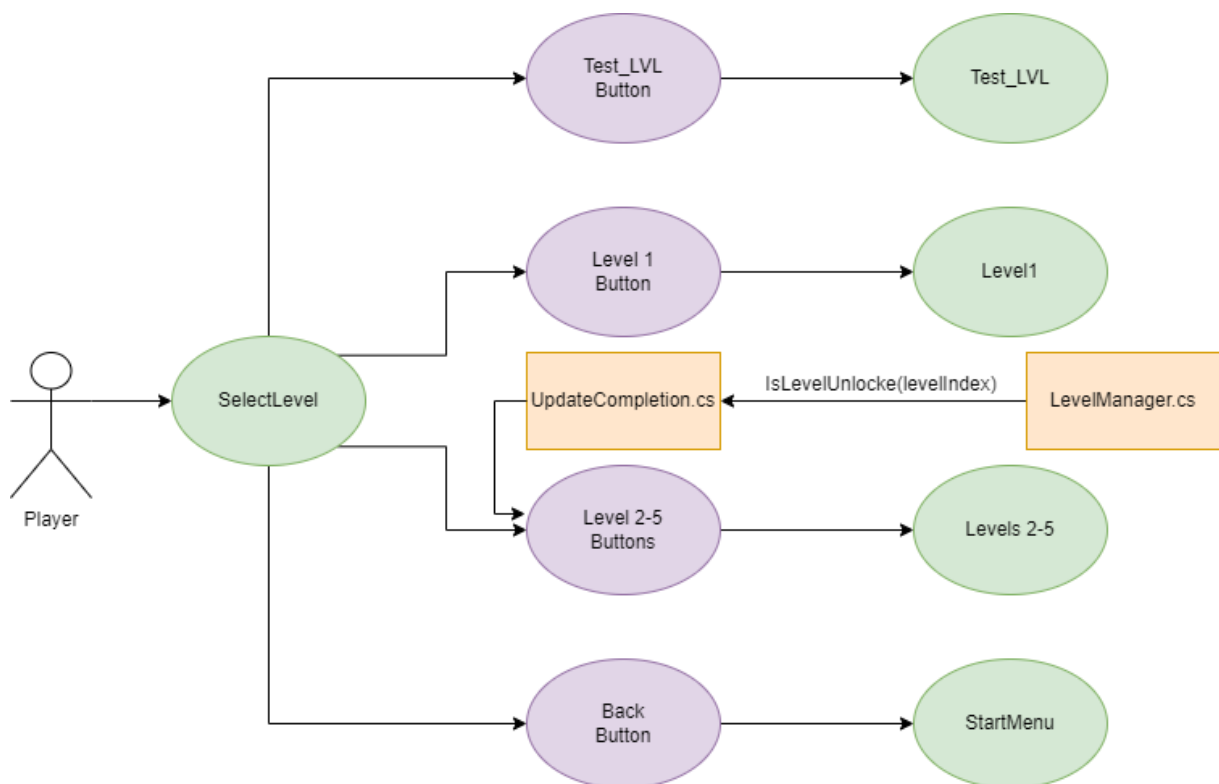 Test_LVL
Button
Test_LVL
Level 1
Button
Level1
UpdateCompletion.cs
IsLevelUnlocke(levelIndex)
LevelManager.cs
SelectLevel
Player
Level 2-5
Buttons
Levels 2-5
Back
Button
StartMenu